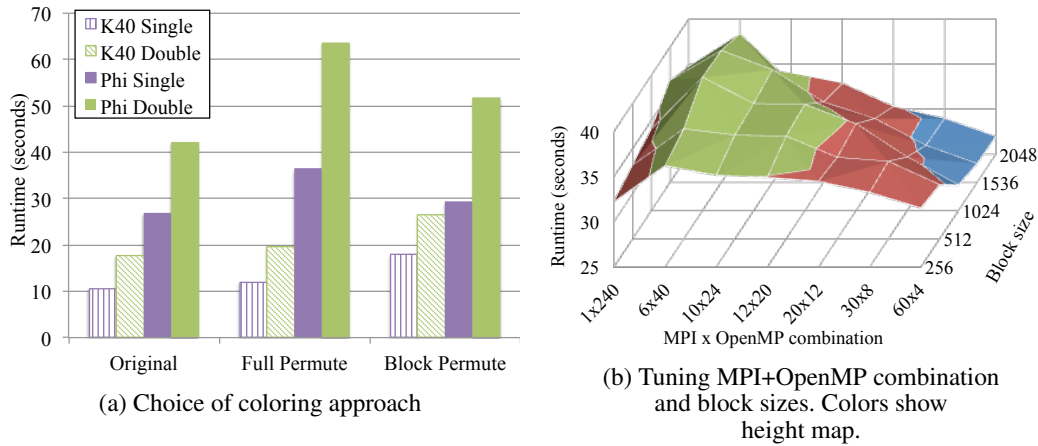 70
60
50
40
30
20
10
0
Runtime (seconds)
K40 Single
K40 Double
Phi Single
Phi Double
Original
Full Permute
Block Permute
(a) Choice of coloring approach
40
35
30
25
Runtime (seconds)
1x240
6x40
10x24
12x20
20x12
30x8
60x4
MPI x OpenMP combination
256
512
1024
1536
2048
Block size
(b) Tuning MPI+OpenMP combination
and block sizes. Colors show
height map.